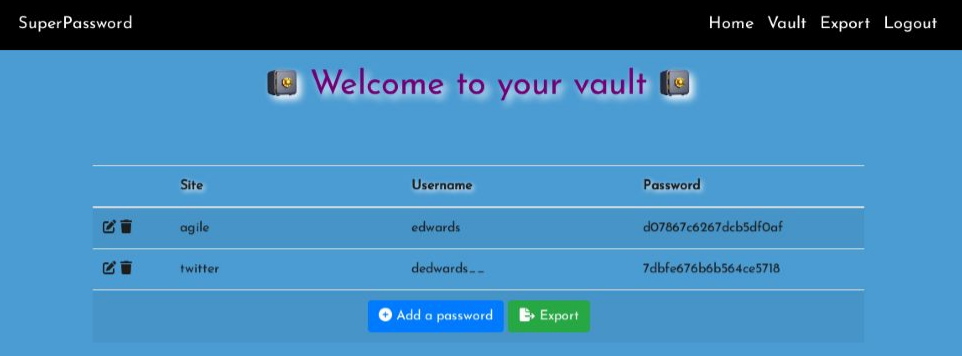 SuperPassword Home Vault Export Logout
Welcome to your vault
Site Username Password
agile edwards d07867c6267dcb5df0af
twitter dedwards__ 7dbfe676b6b564ce5718
Add a password Export